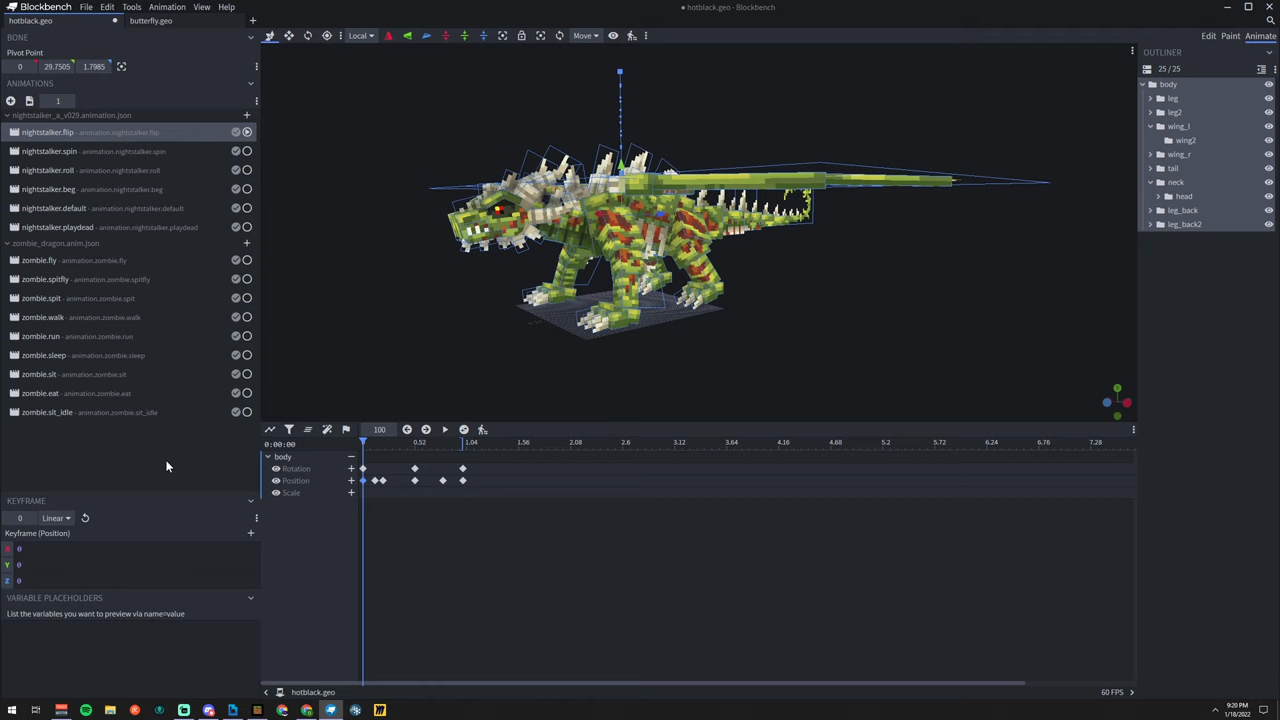 Blockbench File Edit Tools Animation View Help
hotblack.geo - Blockbench
hotblack.geo butterfly.geo
BONE
Pivot Point
0 29.7505 1.7985
ANIMATIONS
1
nightstalker_a_v029.animation.json
nightstalker.flip - animation.nightstalker.flip
nightstalker.spin - animation.nightstalker.spin
nightstalker.roll - animation.nightstalker.roll
nightstalker.beg - animation.nightstalker.beg
nightstalker.default - animation.nightstalker.default
nightstalker.playdead - animation.nightstalker.playdead
zombie_dragon.anim.json
zombie.fly - animation.zombie.fly
zombie.spitfly - animation.zombie.spitfly
zombie.spit - animation.zombie.spit
zombie.walk - animation.zombie.walk
zombie.run - animation.zombie.run
zombie.sleep - animation.zombie.sleep
zombie.sit - animation.zombie.sit
zombie.eat - animation.zombie.eat
zombie.sit_idle - animation.zombie.sit_idle
KEYFRAME
0 Linear
Keyframe (Position)
X 0
Y 0
Z 0
VARIABLE PLACEHOLDERS
List the variables you want to preview via name=value
Local Move
100
0:00:00 0.52 1.04 1.56 2.08 2.6 3.12 3.64 4.16 4.68 5.2 5.72 6.24 6.76 7.28
body
Rotation
Position
Scale
hotblack.geo
60 FPS
Edit Paint Animate
OUTLINER
25 / 25
body
leg
leg2
wing_l
wing2
wing_r
tail
neck
head
leg_back
leg_back2
9:20 PM
1/18/2022